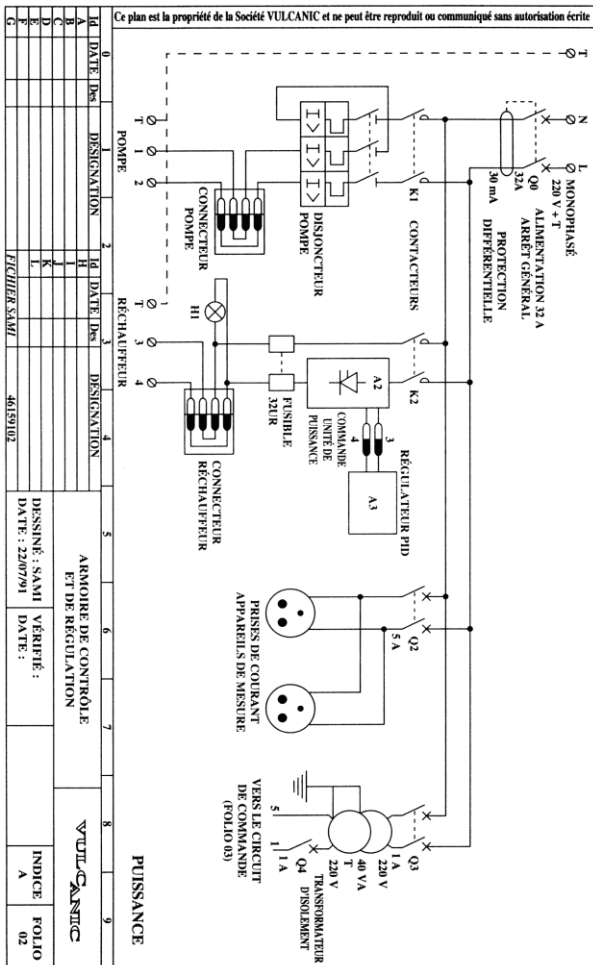 Ce plan est la propriété de la Société VULCANIC et ne peut être reproduit ou communiqué sans autorisation écrite
T
N
L
MONOPHASÉ
220 V + T
Q0
32A
30 mA
ALIMENTATION 32 A
ARRÊT GÉNÉRAL
PROTECTION
DIFFÉRENTIELLE
K1
CONTACTEURS
K2
DISJONCTEUR
POMPE
I >
I >
I >
CONNECTEUR
POMPE
T
1
2
POMPE
H1
FUSIBLE
32UR
A2
COMMANDE
UNITÉ DE
PUISSANCE
3
4
RÉGULATEUR PID
A3
CONNECTEUR
RÉCHAUFFEUR
T
3
4
RÉCHAUFFEUR
Q2
5 A
PRISES DE COURANT
APPAREILS DE MESURE
Q3
1 A
220 V
40 VA
T
220 V
Q4
1 A
TRANSFORMATEUR
D'ISOLEMENT
5
1
VERS LE CIRCUIT
DE COMMANDE
(FOLIO 03)
PUISSANCE
0 1 2 3 4 5 6 7 8 9
Id DATE Des DESIGNATION Id DATE Des DESIGNATION
A H
B I
C J
D K
E L
F
G FICHIER SAMI 46159102
ARMOIRE DE CONTRÔLE
ET DE RÉGULATION
DESSINÉ : SAMI VÉRIFIÉ :
DATE : 22/07/91 DATE :
VULCANIC
INDICE FOLIO
A 02